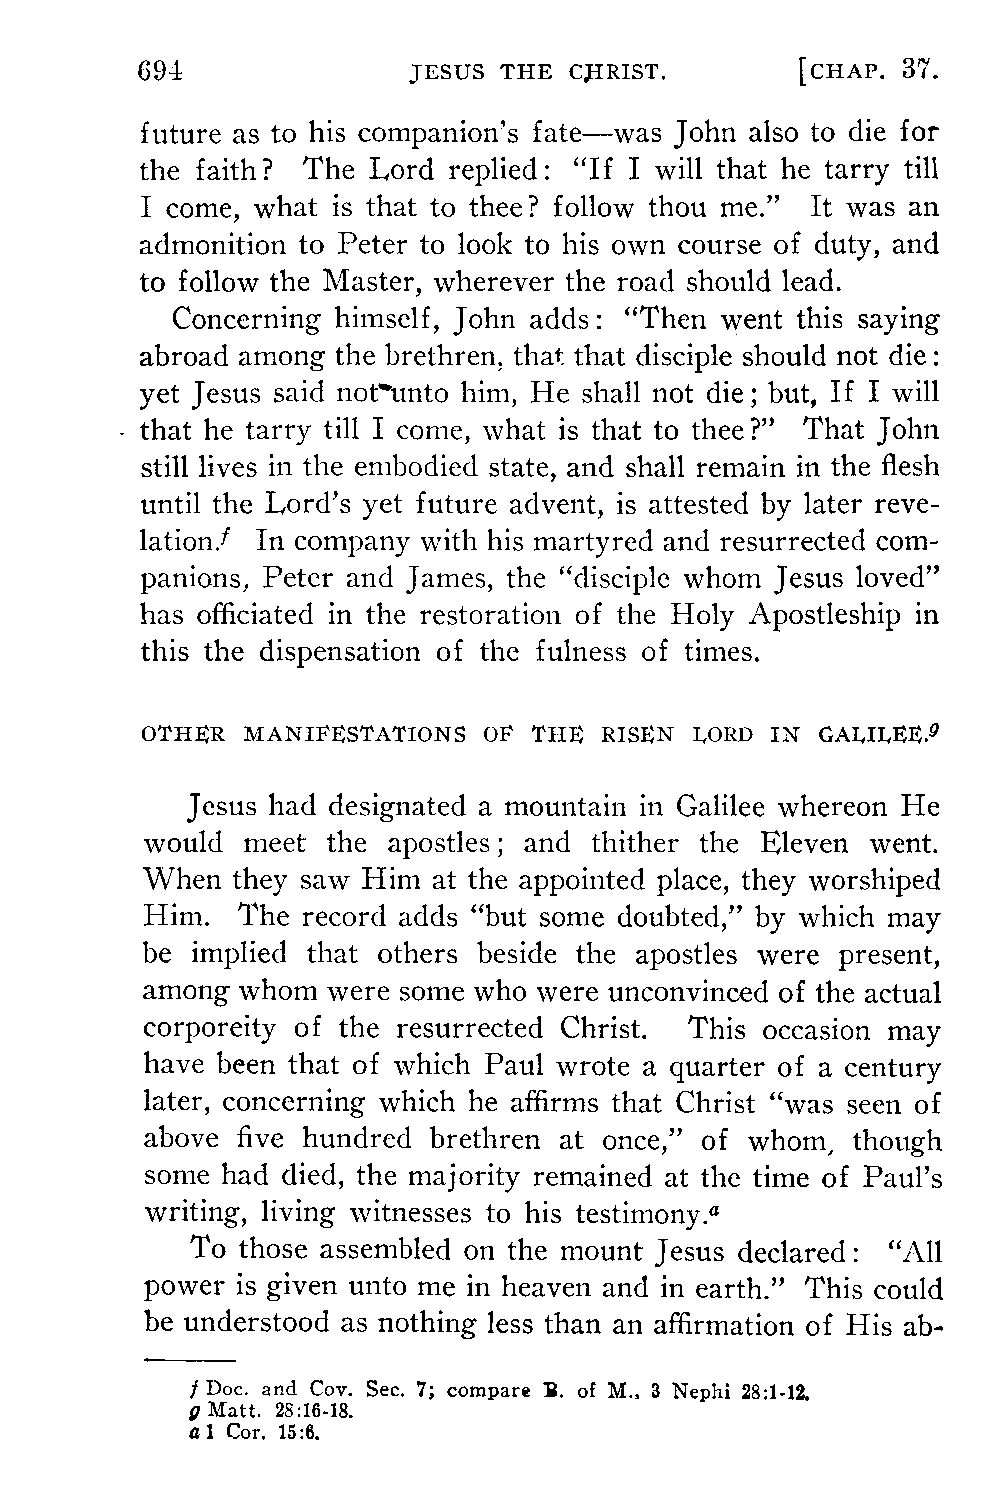 694 JESUS THE CHRIST. [CHAP. 37.
future as to his companion's fate—was John also to die for
the faith? The Lord replied: "If I will that he tarry till
I come, what is that to thee? follow thou me." It was an
admonition to Peter to look to his own course of duty, and
to follow the Master, wherever the road should lead.
Concerning himself, John adds: "Then went this saying
abroad among the brethren, that that disciple should not die:
yet Jesus said not unto him, He shall not die; but, If I will
that he tarry till I come, what is that to thee?" That John
still lives in the embodied state, and shall remain in the flesh
until the Lord's yet future advent, is attested by later reve-
lation.f In company with his martyred and resurrected com-
panions, Peter and James, the "disciple whom Jesus loved"
has officiated in the restoration of the Holy Apostleship in
this the dispensation of the fulness of times.
OTHER MANIFESTATIONS OF THE RISEN LORD IN GALILEE.g
Jesus had designated a mountain in Galilee whereon He
would meet the apostles; and thither the Eleven went.
When they saw Him at the appointed place, they worshiped
Him. The record adds "but some doubted," by which may
be implied that others beside the apostles were present,
among whom were some who were unconvinced of the actual
corporeity of the resurrected Christ. This occasion may
have been that of which Paul wrote a quarter of a century
later, concerning which he affirms that Christ "was seen of
above five hundred brethren at once," of whom, though
some had died, the majority remained at the time of Paul's
writing, living witnesses to his testimony.a
To those assembled on the mount Jesus declared: "All
power is given unto me in heaven and in earth." This could
be understood as nothing less than an affirmation of His ab-
f Doc. and Cov. Sec. 7; compare B. of M., 3 Nephi 28:1-12.
g Matt. 28:16-18.
a 1 Cor. 15:6.